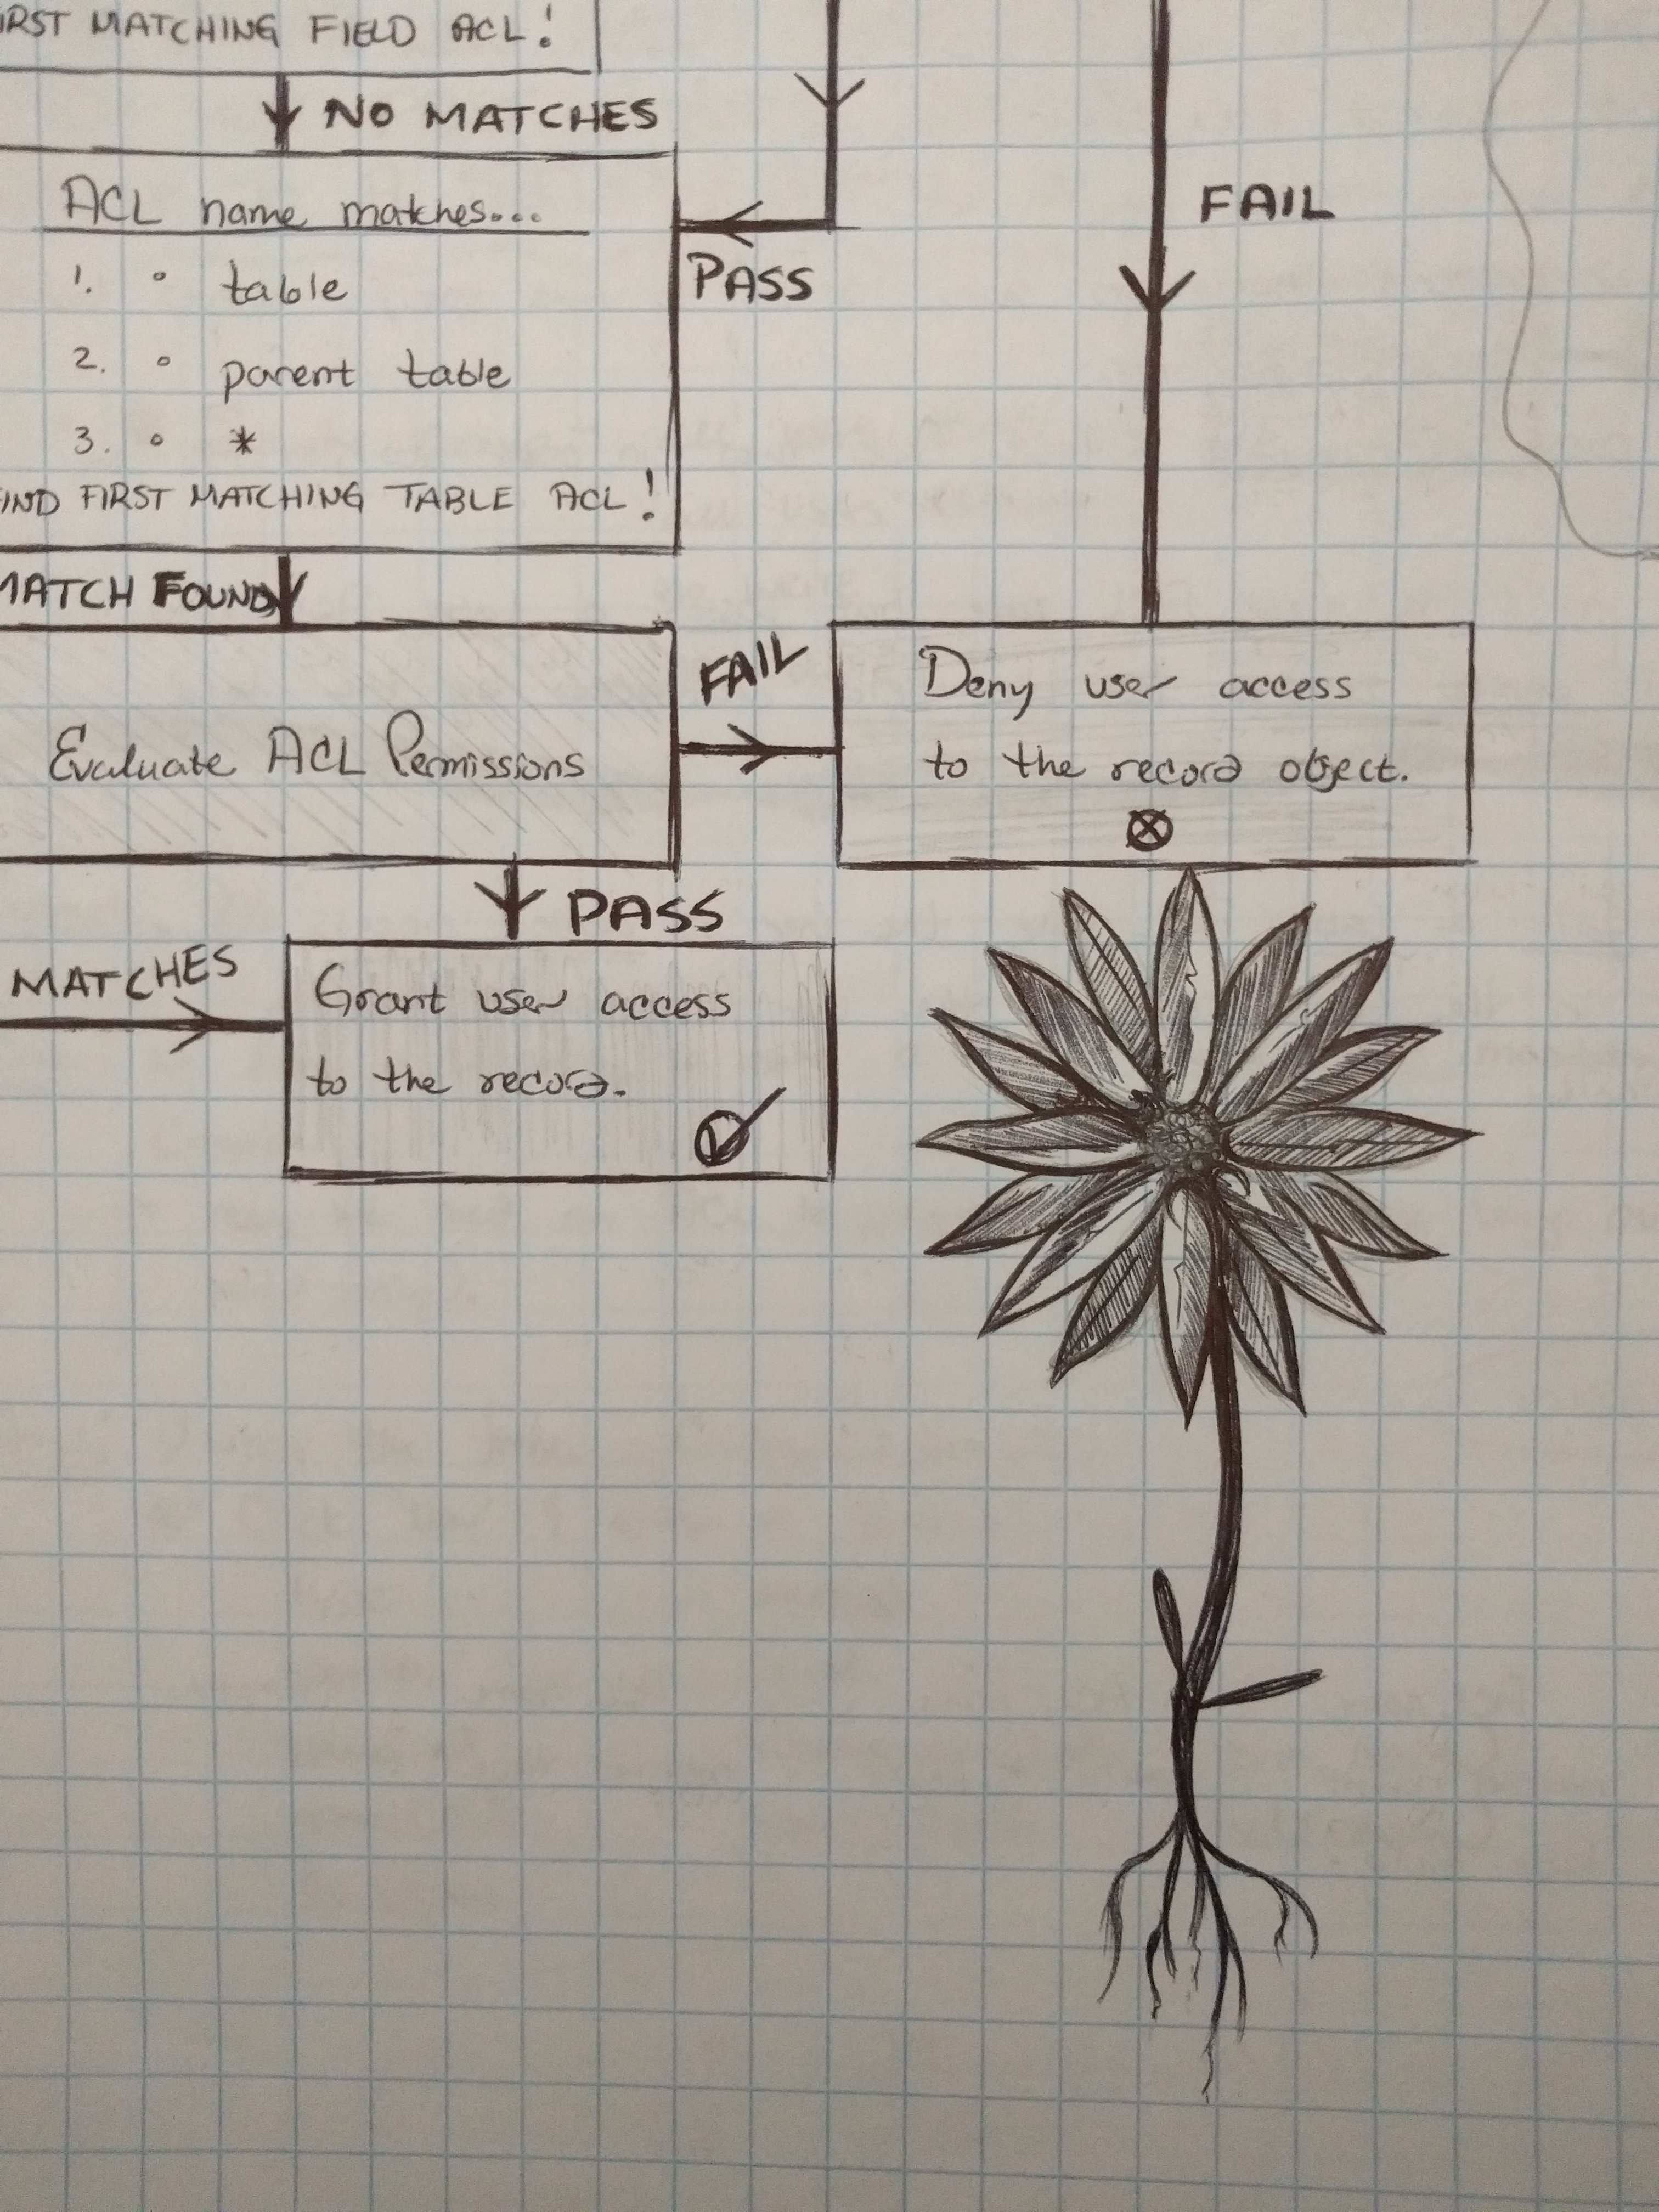 FIRST MATCHING FIELD ACL!
NO MATCHES
ACL name matches...
1. ° table
2. ° parent table
3. ° *
FIND FIRST MATCHING TABLE ACL!
PASS
FAIL
MATCH FOUND
Evaluate ACL Permissions
FAIL
Deny user access
to the record object.
PASS
MATCHES
Grant user access
to the record.